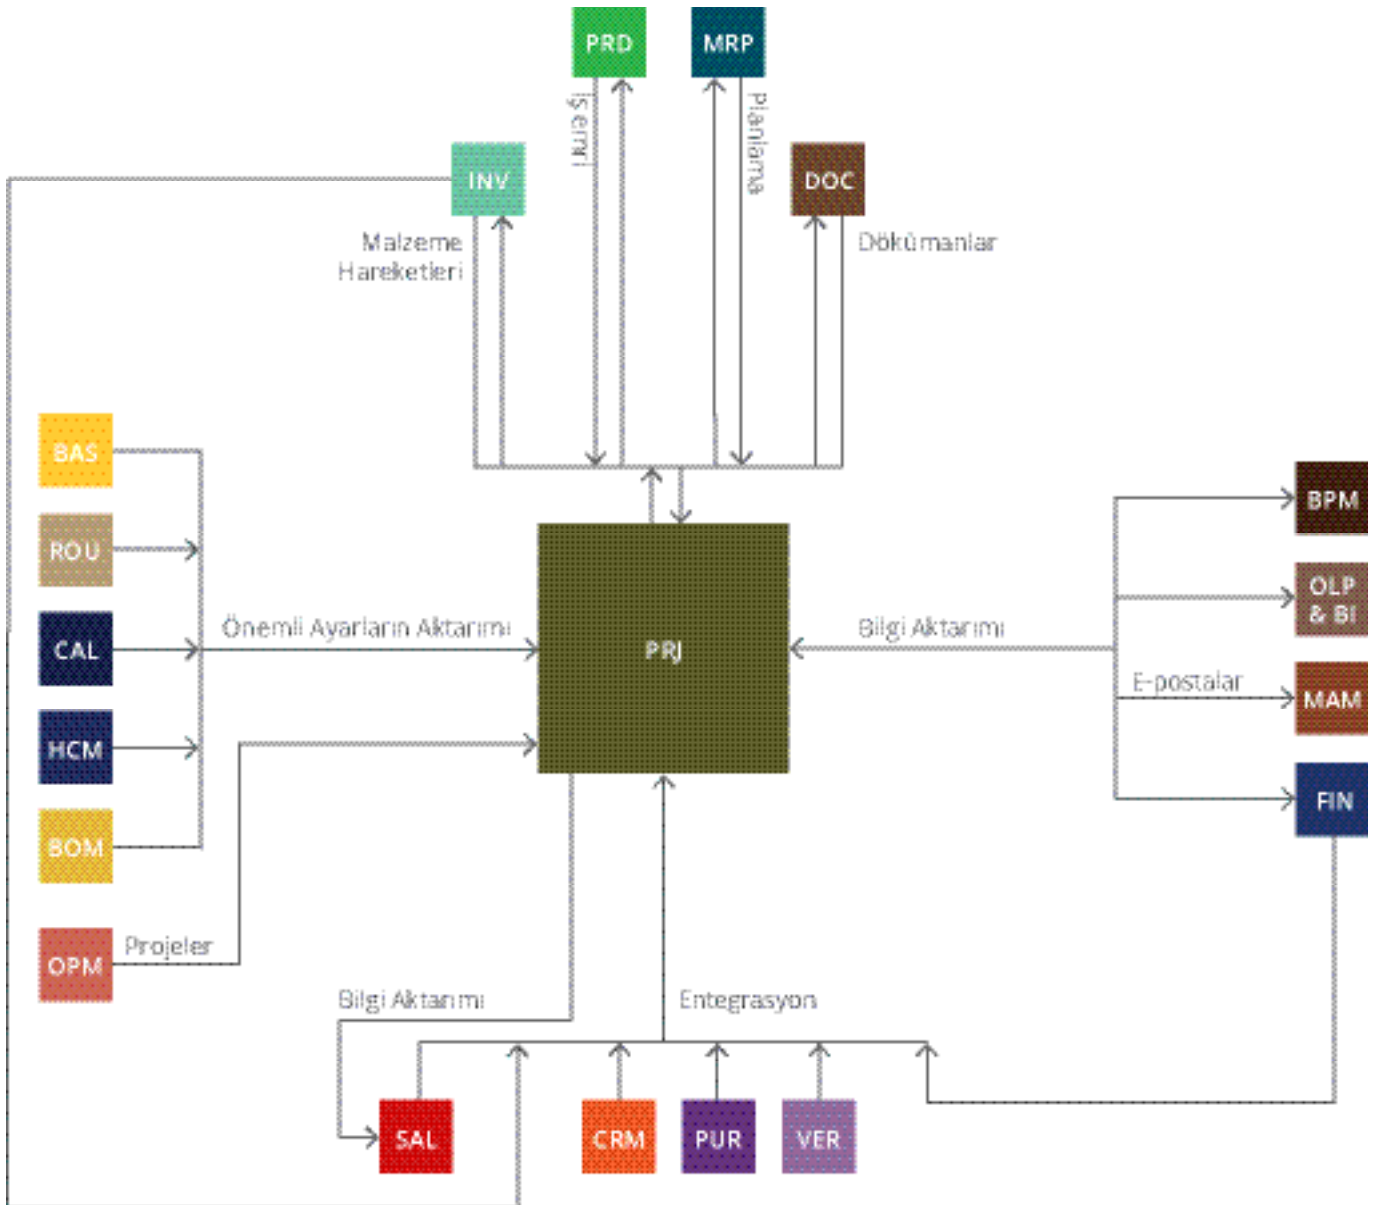 PRD
MRP
İşemri
Planlama
INV
DOC
Malzeme
Hareketleri
Dökümanlar
BAS
ROU
CAL
HCM
BOM
OPM
Önemli Ayarların Aktarımı
Projeler
PRJ
Bilgi Aktarımı
E-postalar
BPM
OLP
& BI
MAM
FIN
Bilgi Aktarımı
Entegrasyon
SAL
CRM
PUR
VER